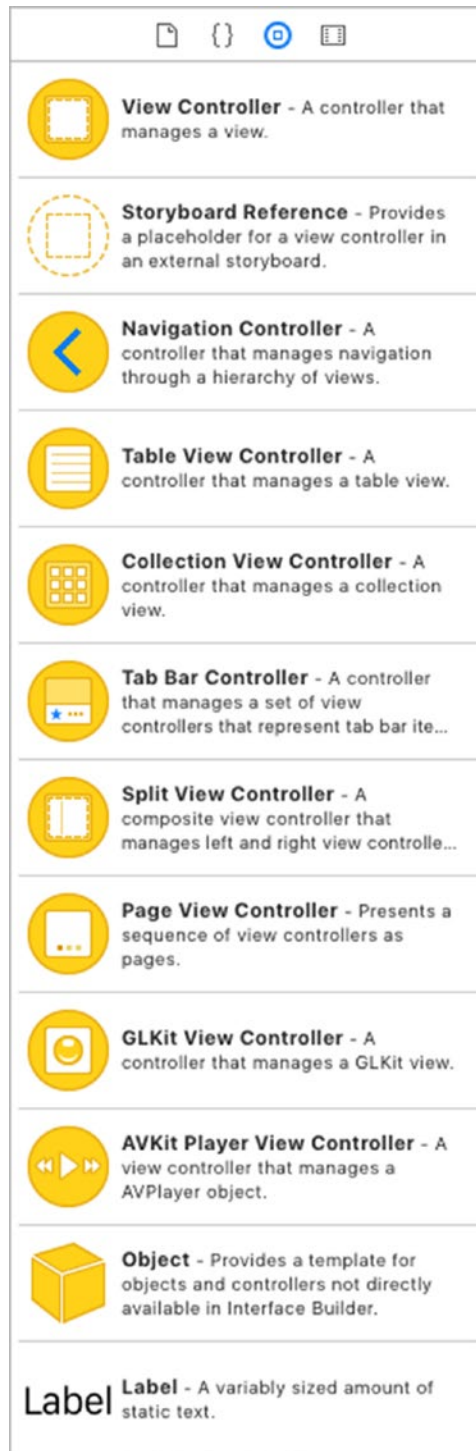 {}
View Controller - A controller that
manages a view.
Storyboard Reference - Provides
a placeholder for a view controller in
an external storyboard.
Navigation Controller - A
controller that manages navigation
through a hierarchy of views.
Table View Controller - A
controller that manages a table view.
Collection View Controller - A
controller that manages a collection
view.
Tab Bar Controller - A controller
that manages a set of view
controllers that represent tab bar ite...
Split View Controller - A
composite view controller that
manages left and right view controlle...
Page View Controller - Presents a
sequence of view controllers as
pages.
GLKit View Controller - A
controller that manages a GLKit view.
AVKit Player View Controller - A
view controller that manages a
AVPlayer object.
Object - Provides a template for
objects and controllers not directly
available in Interface Builder.
Label
Label - A variably sized amount of
static text.